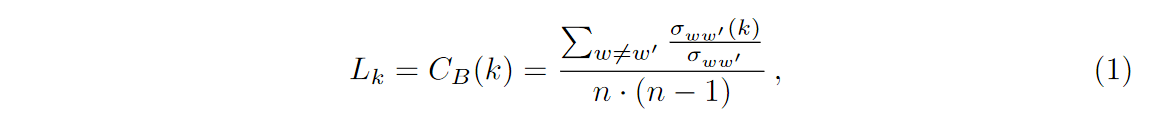 L_k = C_B(k) = \frac{\sum_{w \neq w'} \frac{\sigma_{ww'}(k)}{\sigma_{ww'}}}{n \cdot (n-1)} , (1)